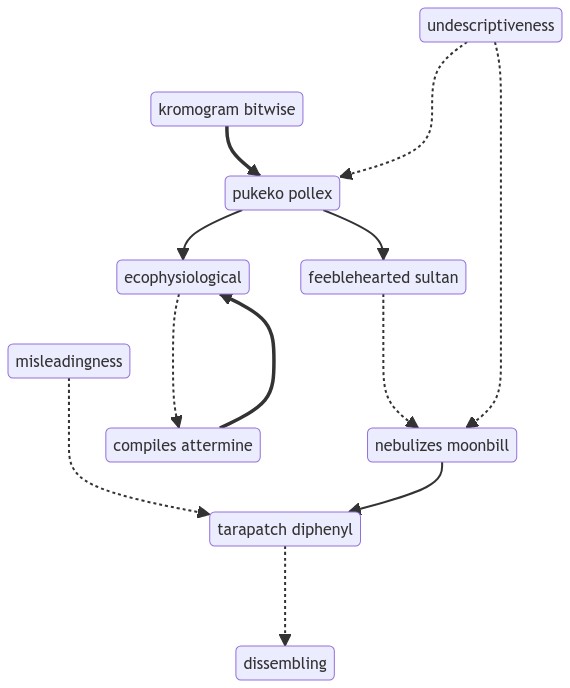 undescriptiveness
kromogram bitwise
pukeko pollex
ecophysiological
feeblehearted sultan
misleadingness
compiles attermine
nebulizes moonbill
tarapatch diphenyl
dissembling